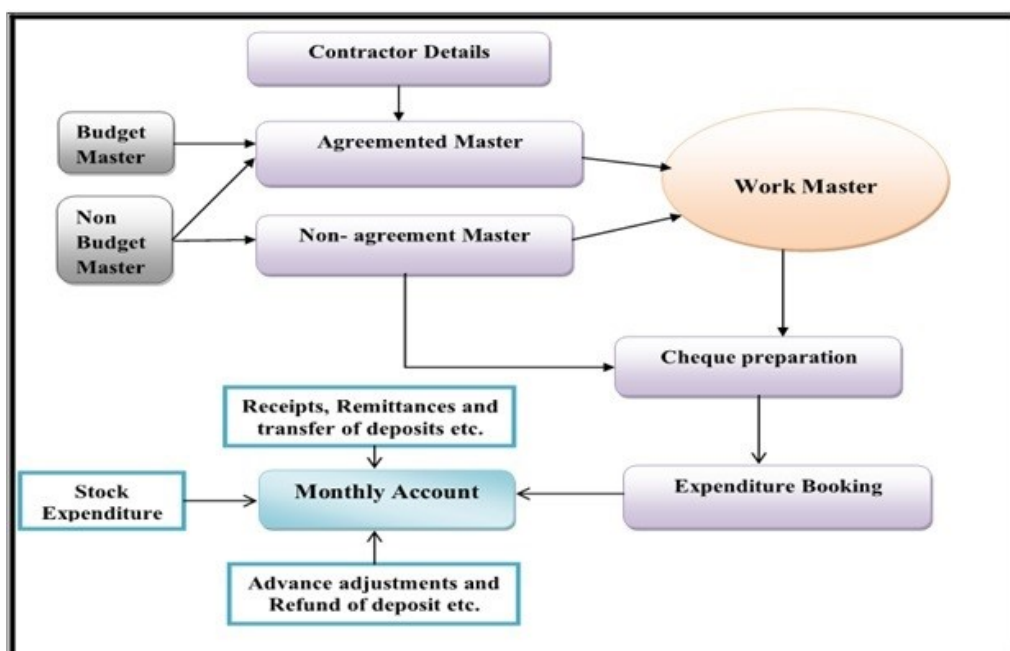 Contractor Details
Budget
Master
Agreemented Master
Work Master
Non
Budget
Master
Non- agreement Master
Cheque preparation
Receipts, Remittances and
transfer of deposits etc.
Stock
Expenditure
Monthly Account
Expenditure Booking
Advance adjustments and
Refund of deposit etc.